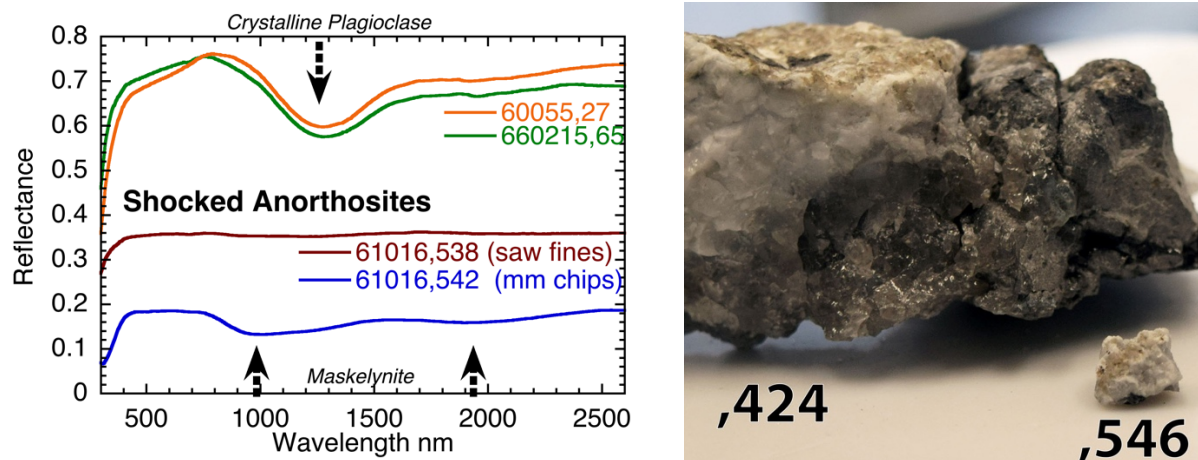 Crystalline Plagioclase
0.8
0.7
0.6
0.5
0.4
0.3
0.2
0.1
0
Reflectance
60055,27
660215,65
Shocked Anorthosites
61016,538 (saw fines)
61016,542 (mm chips)
Maskelynite
500 1000 1500 2000 2500
Wavelength nm
,424
,546